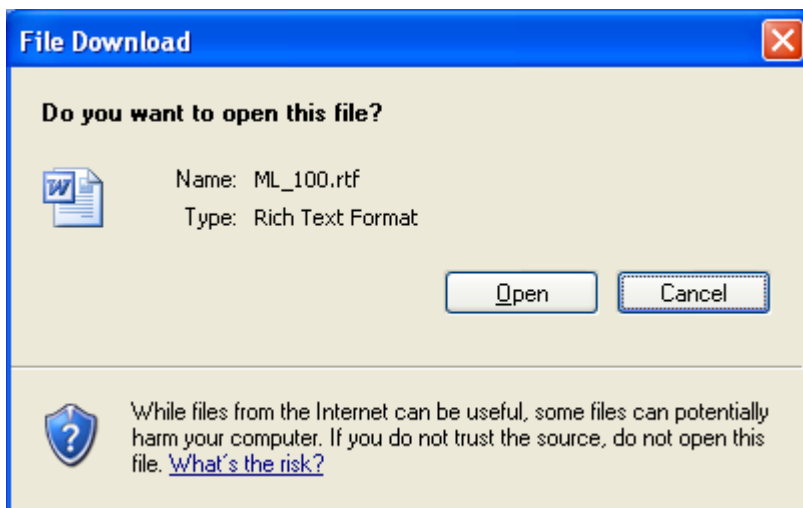 File Download
Do you want to open this file?
Name: ML_100.rtf
Type: Rich Text Format
Open Cancel
While files from the Internet can be useful, some files can potentially
harm your computer. If you do not trust the source, do not open this
file. What's the risk?